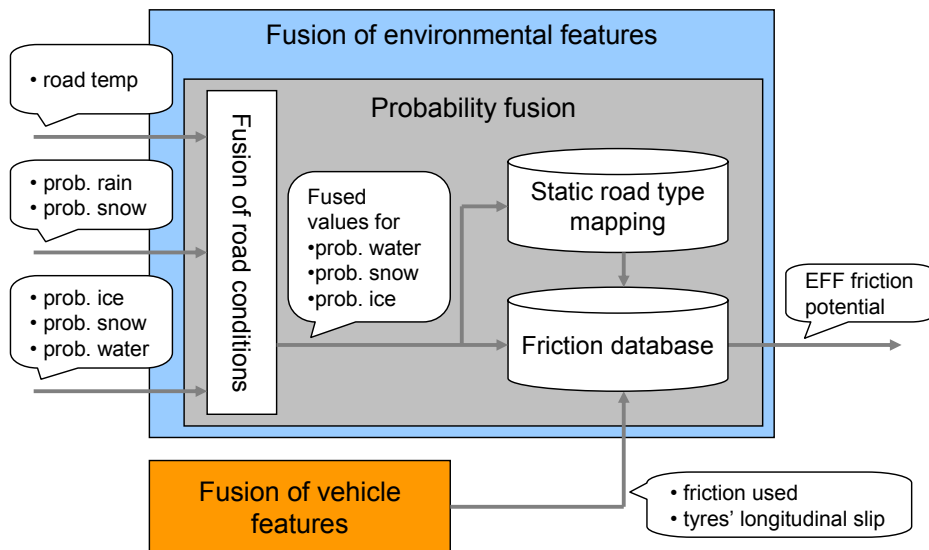 Fusion of environmental features
Probability fusion
• road temp
• prob. rain
• prob. snow
• prob. ice
• prob. snow
• prob. water
Fusion of road conditions
Fused
values for
•prob. water
•prob. snow
•prob. ice
Static road type
mapping
Friction database
EFF friction
potential
Fusion of vehicle
features
• friction used
• tyres’ longitudinal slip